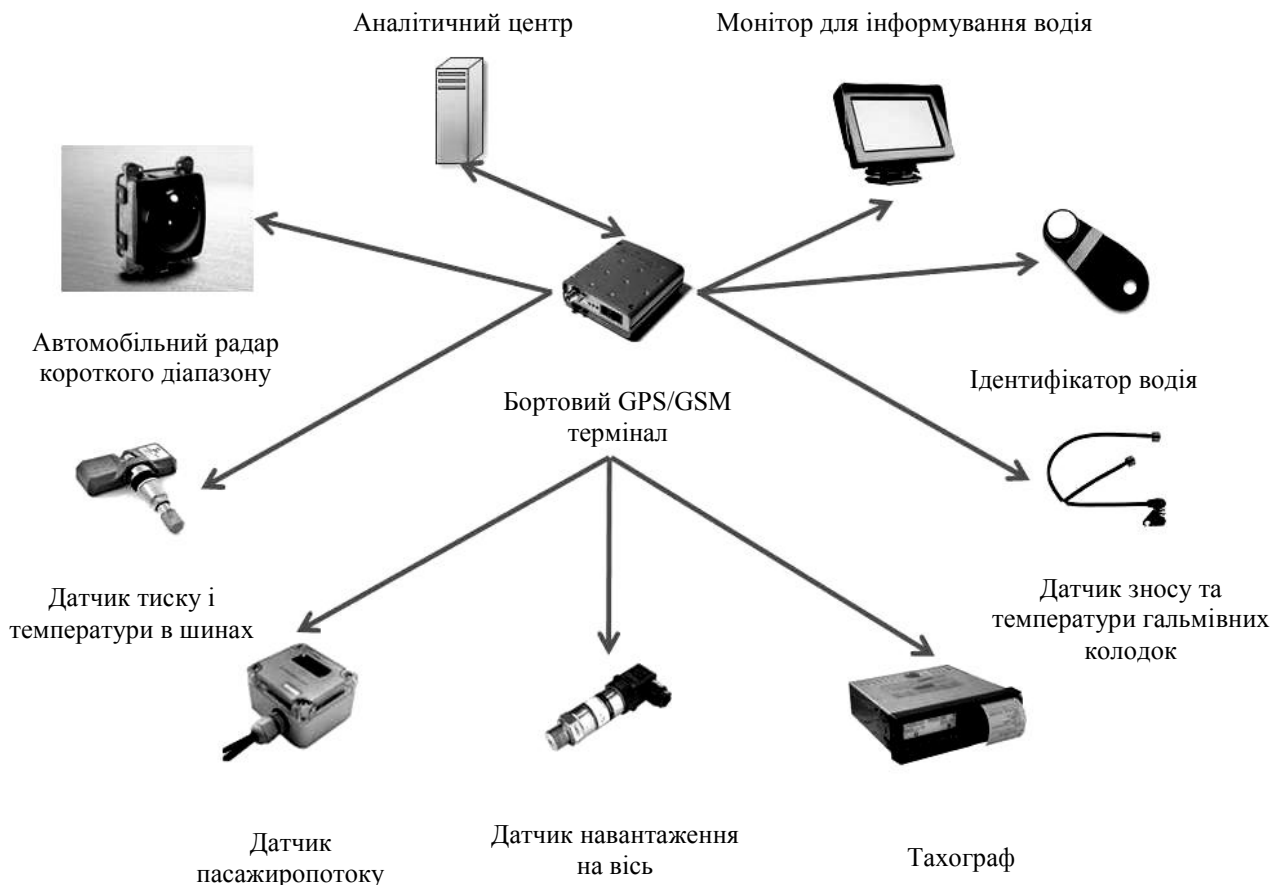 Аналітичний центр
Монітор для інформування водія
Автомобільний радар
короткого діапазону
Ідентифікатор водія
Бортовий GPS/GSM
термінал
Датчик тиску і
температури в шинах
Датчик зносу та
температури гальмівних
колодок
Датчик
пасажиропотоку
Датчик навантаження
на вісь
Тахограф